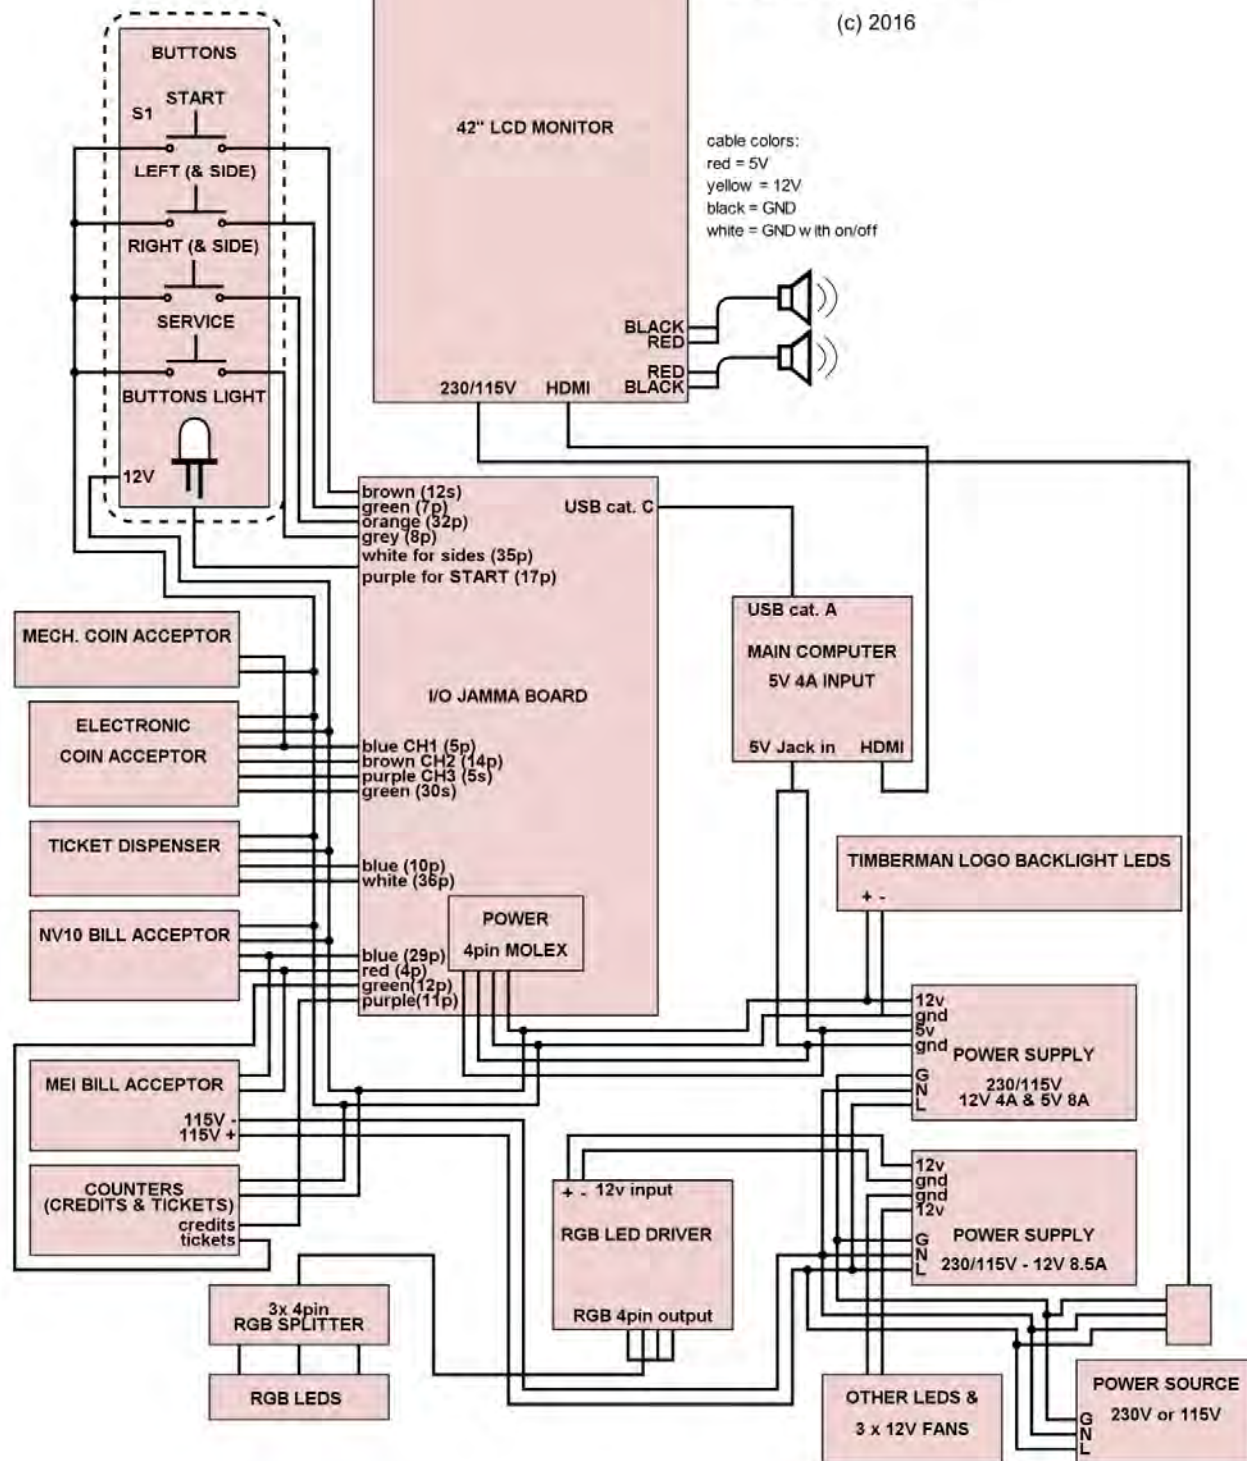 (c) 2016
BUTTONS
START
S1
LEFT (& SIDE)
RIGHT (& SIDE)
SERVICE
BUTTONS LIGHT
12V
42" LCD MONITOR
BLACK
RED
RED
BLACK
230/115V HDMI
cable colors:
red = 5V
yellow = 12V
black = GND
white = GND with on/off
brown (12s)
green (7p)
orange (32p)
grey (8p)
white for sides (35p)
purple for START (17p)
USB cat. C
I/O JAMMA BOARD
blue CH1 (5p)
brown CH2 (14p)
purple CH3 (5s)
green (30s)
blue (10p)
white (36p)
POWER
4pin MOLEX
blue (29p)
red (4p)
green(12p)
purple(11p)
USB cat. A
MAIN COMPUTER
5V 4A INPUT
5V Jack in HDMI
MECH. COIN ACCEPTOR
ELECTRONIC
COIN ACCEPTOR
TICKET DISPENSER
NV10 BILL ACCEPTOR
MEI BILL ACCEPTOR
115V -
115V +
COUNTERS
(CREDITS & TICKETS)
credits
tickets
3x 4pin
RGB SPLITTER
RGB LEDS
+ - 12v input
RGB LED DRIVER
RGB 4pin output
TIMBERMAN LOGO BACKLIGHT LEDS
+ -
12v
gnd
5v
gnd
POWER SUPPLY
230/115V
12V 4A & 5V 8A
G
N
L
12v
gnd
gnd
12v
POWER SUPPLY
230/115V - 12V 8.5A
G
N
L
OTHER LEDS &
3 x 12V FANS
POWER SOURCE
230V or 115V
G
N
L